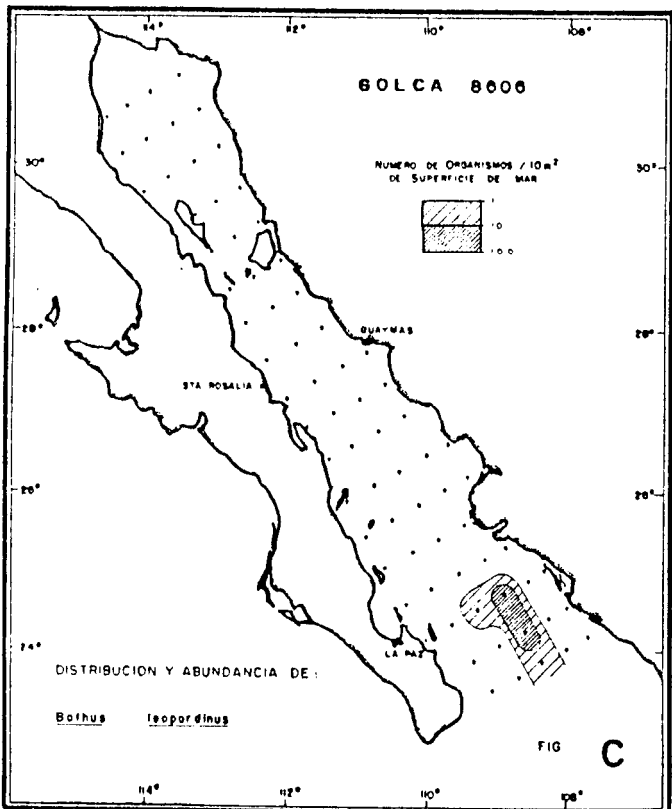 114° 112° 110° 108°
GOLCA 8606
NUMERO DE ORGANISMOS / 10 m²
DE SUPERFICIE DE MAR
1
10
100
30° 30°
28° 28°
GUAYMAS
STA ROSALIA
26° 26°
24° 24°
LA PAZ
DISTRIBUCION Y ABUNDANCIA DE:
Bothus leopardinus
FIG C
114° 112° 110° 108°